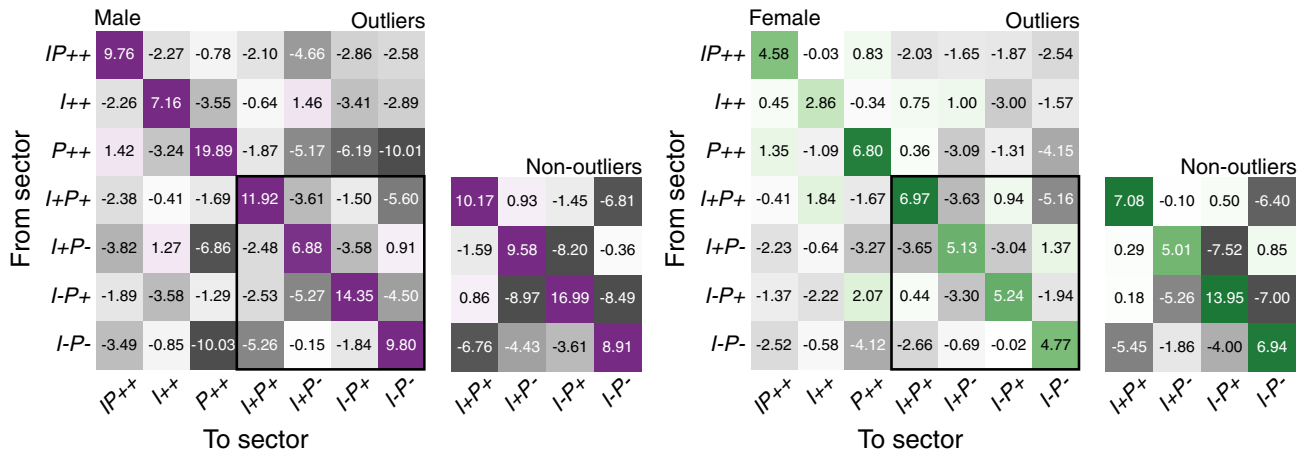 Male Outliers
IP++ 9.76 -2.27 -0.78 -2.10 -4.66 -2.86 -2.58
I++ -2.26 7.16 -3.55 -0.64 1.46 -3.41 -2.89
P++ 1.42 -3.24 19.89 -1.87 -5.17 -6.19 -10.01
I+P+ -2.38 -0.41 -1.69 11.92 -3.61 -1.50 -5.60
I+P- -3.82 1.27 -6.86 -2.48 6.88 -3.58 0.91
I-P+ -1.89 -3.58 -1.29 -2.53 -5.27 14.35 -4.50
I-P- -3.49 -0.85 -10.03 -5.26 -0.15 -1.84 9.80
IP++ I++ P++ I+P+ I+P- I-P+ I-P-
From sector
To sector
Non-outliers
10.17 0.93 -1.45 -6.81
-1.59 9.58 -8.20 -0.36
0.86 -8.97 16.99 -8.49
-6.76 -4.43 -3.61 8.91
I+P+ I+P- I-P+ I-P-
Female Outliers
IP++ 4.58 -0.03 0.83 -2.03 -1.65 -1.87 -2.54
I++ 0.45 2.86 -0.34 0.75 1.00 -3.00 -1.57
P++ 1.35 -1.09 6.80 0.36 -3.09 -1.31 -4.15
I+P+ -0.41 1.84 -1.67 6.97 -3.63 0.94 -5.16
I+P- -2.23 -0.64 -3.27 -3.65 5.13 -3.04 1.37
I-P+ -1.37 -2.22 2.07 0.44 -3.30 5.24 -1.94
I-P- -2.52 -0.58 -4.12 -2.66 -0.69 -0.02 4.77
IP++ I++ P++ I+P+ I+P- I-P+ I-P-
From sector
To sector
Non-outliers
7.08 -0.10 0.50 -6.40
0.29 5.01 -7.52 0.85
0.18 -5.26 13.95 -7.00
-5.45 -1.86 -4.00 6.94
I+P+ I+P- I-P+ I-P-